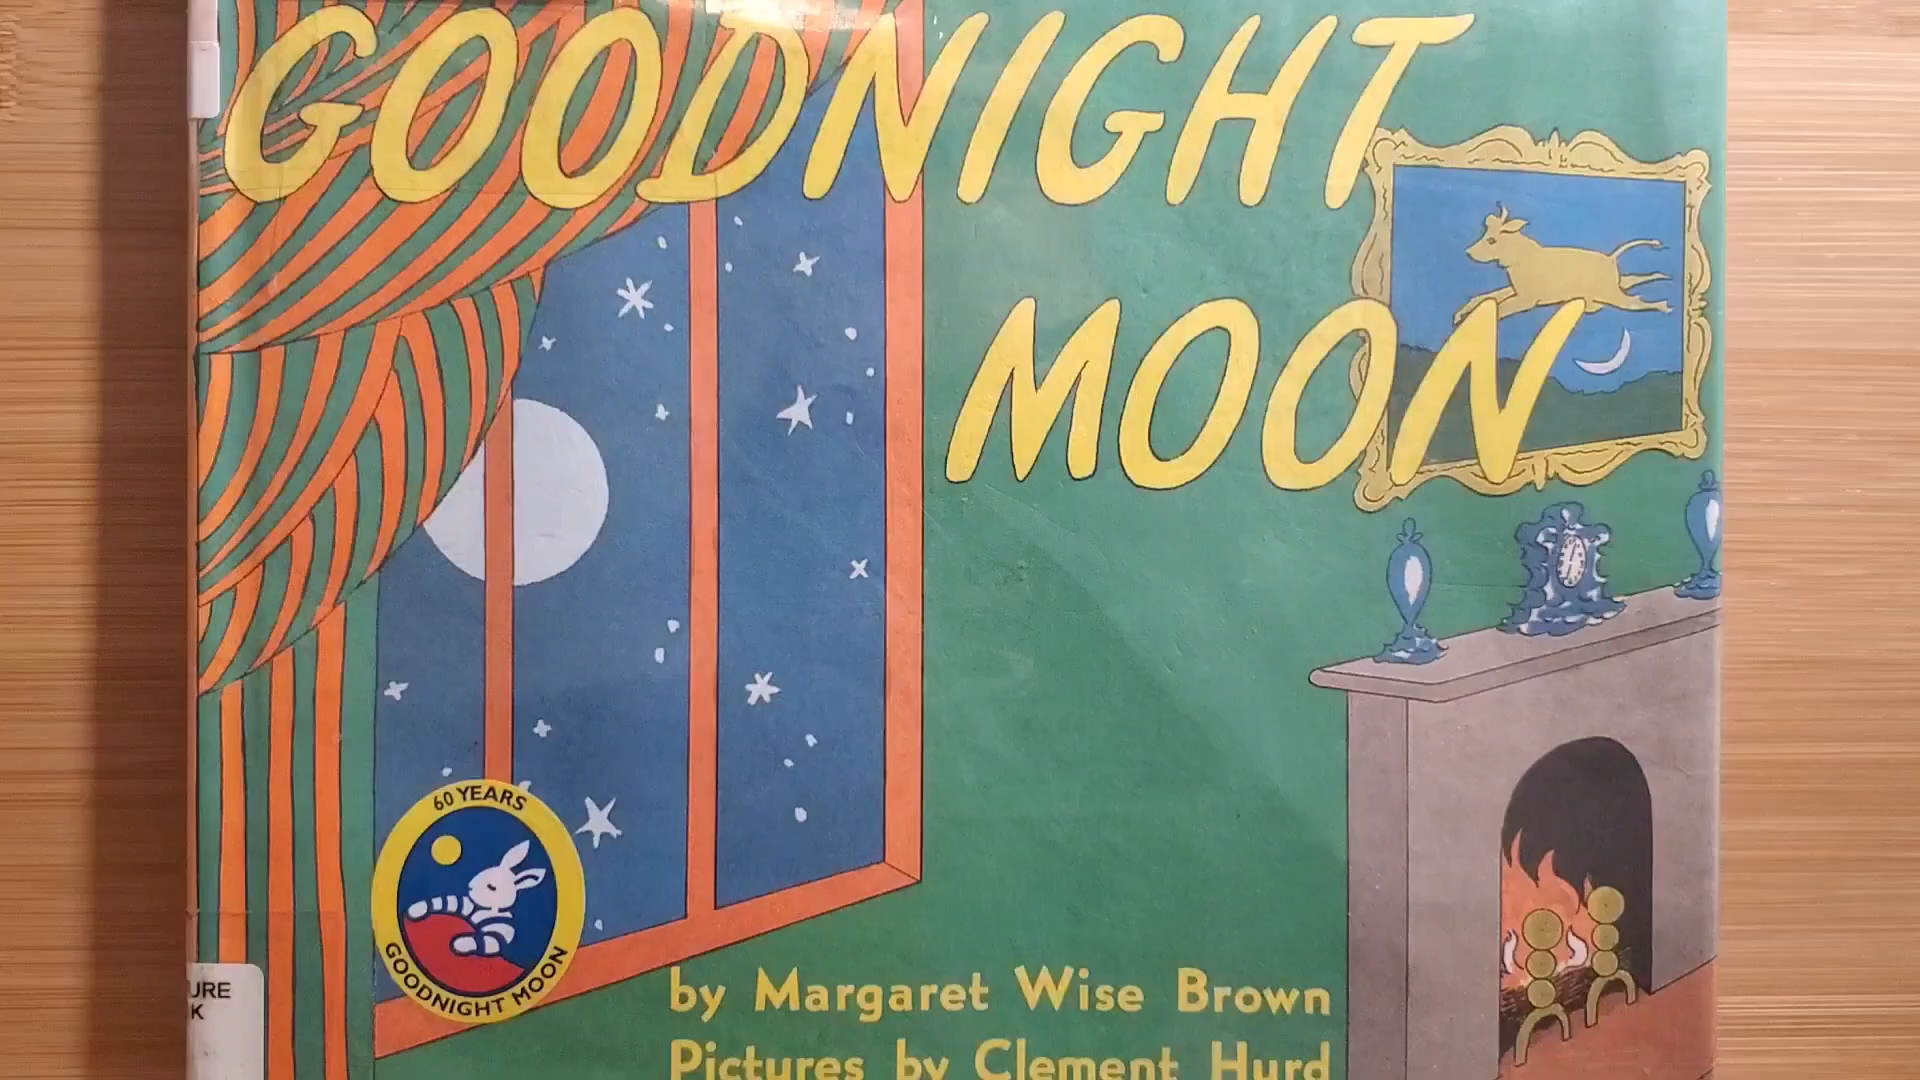 GOODNIGHT
MOON
60 YEARS
GOODNIGHT MOON
by Margaret Wise Brown
Pictures by Clement Hurd
URE
K